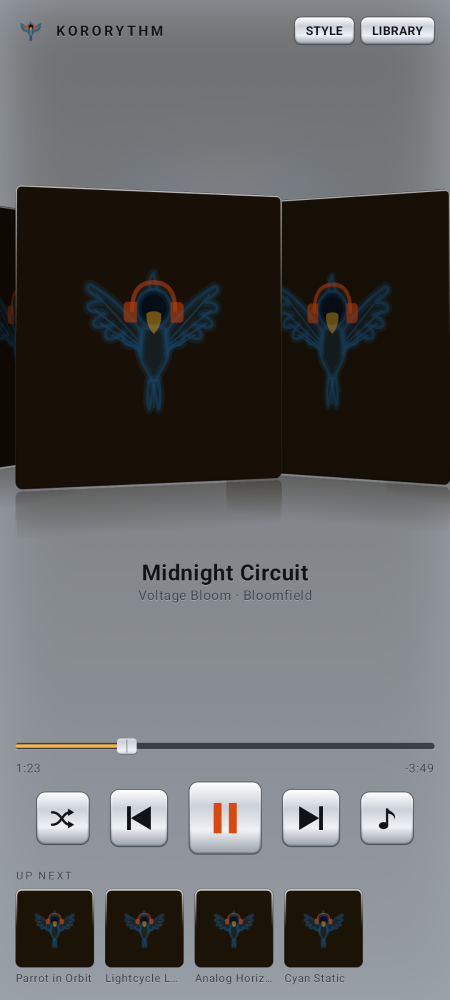 KORORYTHM
STYLE
LIBRARY
Midnight Circuit
Voltage Bloom · Bloomfield
1:23
-3:49
UP NEXT
Parrot in Orbit
Lightcycle L...
Analog Horiz...
Cyan Static